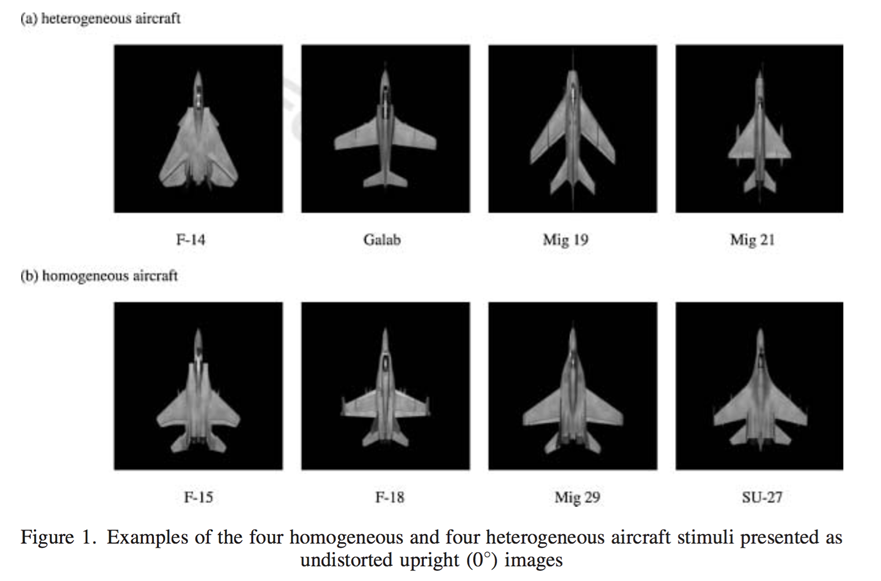 (a) heterogeneous aircraft
F-14
Galab
Mig 19
Mig 21
(b) homogeneous aircraft
F-15
F-18
Mig 29
SU-27
Figure 1. Examples of the four homogeneous and four heterogeneous aircraft stimuli presented as
undistorted upright (0°) images